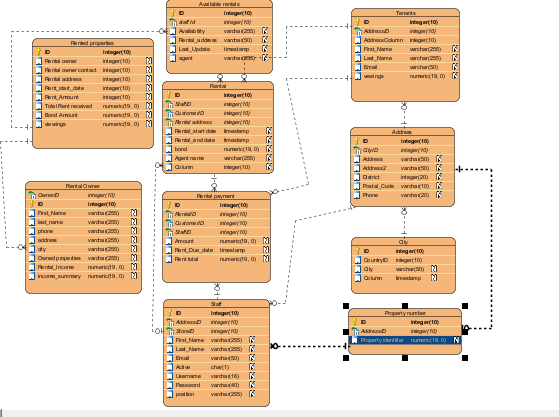 Available rentals
ID integer(10)
staff Id integer(10)
Availability varchar(255)
Rental_address varchar(50)
Last_Update timestamp
agent varchar(255)
Tenants
ID integer(10)
AddressID integer(10)
AddressColumn integer(10)
First_Name varchar(255)
Last_Name varchar(255)
Email varchar(50)
viewings numeric(19, 0)
Rented properties
ID integer(10)
Rental owner integer(10)
Rental owner contact integer(10)
Rental address integer(10)
Rent_start_date integer(10)
Rent_Amount integer(10)
Total Rent received numeric(19, 0)
Bond Amount numeric(19, 0)
viewings numeric(19, 0)
Rental
ID integer(10)
StaffID integer(10)
CustomerID integer(10)
Rental address integer(10)
Rental_start date timestamp
Rental_end date timestamp
bond numeric(19, 0)
Agent name varchar(255)
Column integer(10)
Address
ID integer(10)
CityID integer(10)
Address varchar(50)
Address2 varchar(50)
District integer(20)
Postal_Code integer(10)
Phone varchar(20)
Rental Owner
ID integer(10)
OwnerID integer(10)
First_Name varchar(255)
last_name varchar(255)
phone varchar(255)
address varchar(255)
city varchar(255)
Owned properties varchar(255)
Rental_Income numeric(19, 0)
income_summary numeric(19, 0)
Rental payment
ID integer(10)
RentalID integer(10)
CustomerID integer(10)
StaffID integer(10)
Amount numeric(19, 0)
Rent_Due_date timestamp
Rent total numeric(19, 0)
City
ID integer(10)
CountryID integer(10)
City varchar(50)
Column timestamp
Staff
ID integer(10)
AddressID integer(10)
StoreID integer(10)
First_Name varchar(255)
Last_Name varchar(255)
Email varchar(50)
Active char(1)
Username varchar(16)
Password varchar(40)
position varchar(255)
Property number
ID integer(10)
AddressID integer(10)
Property identifier numeric(19, 0)